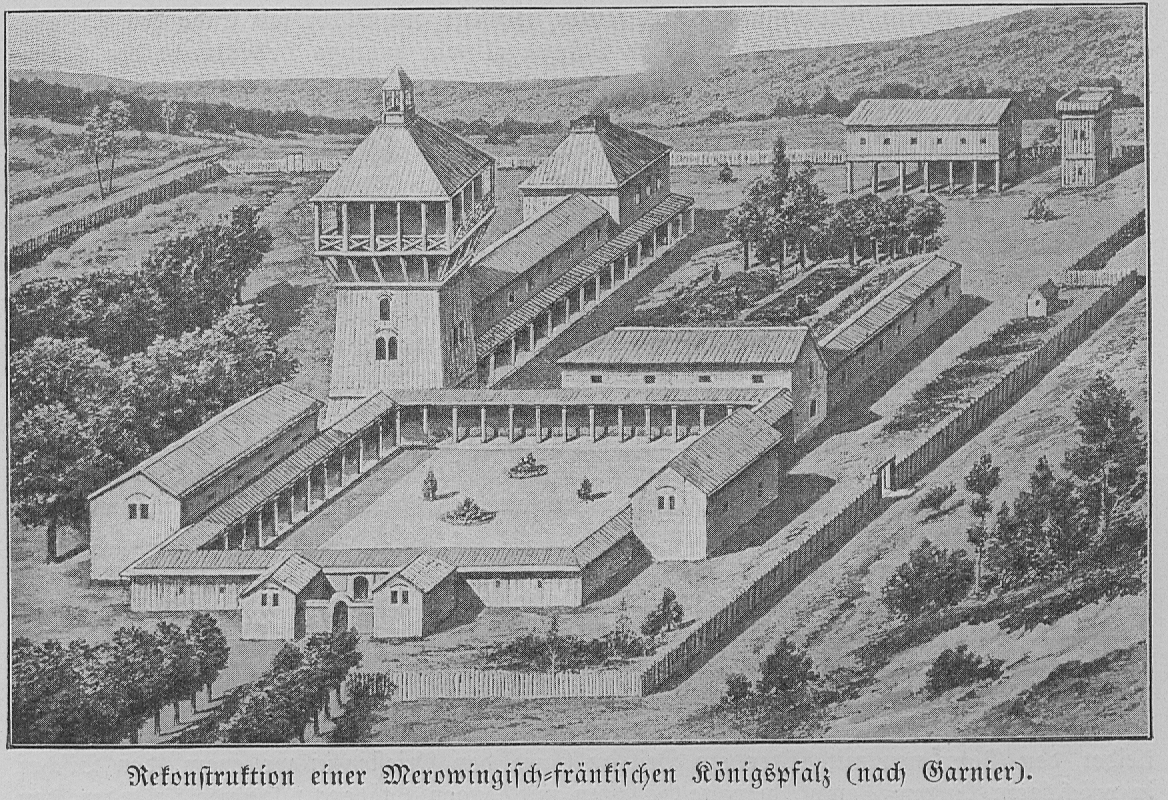 Rekonstruktion einer Merowingisch-fränkischen Königspfalz (nach Garnier).